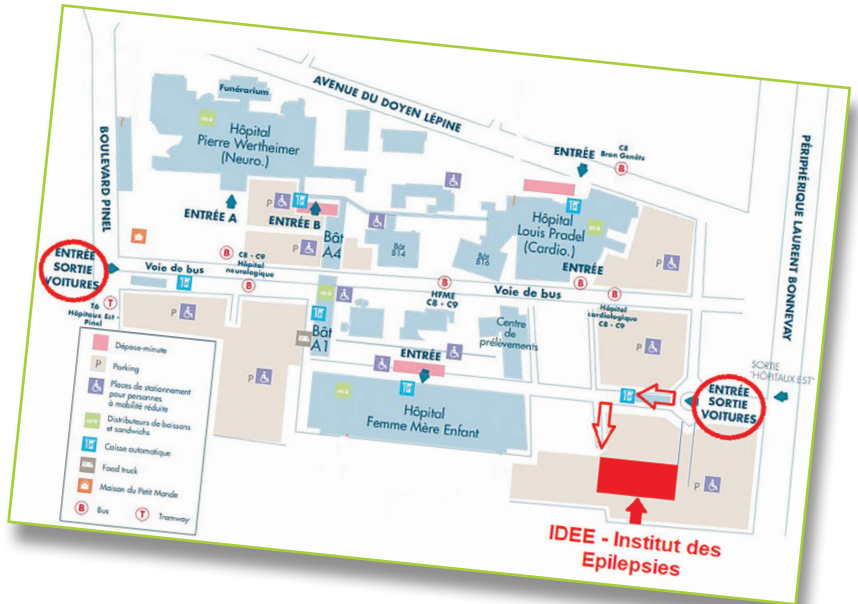 AVENUE DU DOYEN LÉPINE
BOULEVARD PINEL
PÉRIPHÉRIQUE LAURENT BONNEVAY
Funérarium
Hôpital
Pierre Wertheimer
(Neuro.)
ENTRÉE A
ENTRÉE B
P
P
Bât
A4
Bât
B14
Bât
B16
ENTRÉE
C8
Bron Genêts
B
Hôpital
Louis Pradel
(Cardio.)
ENTRÉE
P
ENTRÉE
SORTIE
VOITURES
Voie de bus
B
C8 - C9
Hôpital
neurologique
B
B
HFME
C8 - C9
Voie de bus
B
B
Hôpital
cardiologique
C8 - C9
T
T6
Hôpitaux Est -
Pinel
P
P
Bât
A1
Centre
de
prélèvements
P
ENTRÉE
Hôpital
Femme Mère Enfant
SORTIE
"HÔPITAUX EST"
ENTRÉE
SORTIE
VOITURES
P
IDEE - Institut des
Epilepsies
Dépose-minute
P
Parking
Places de stationnement
pour personnes
à mobilité réduite
Distributeurs de boissons
et sandwichs
Caisse automatique
Food truck
Maison du Petit Monde
B
Bus
T
Tramway